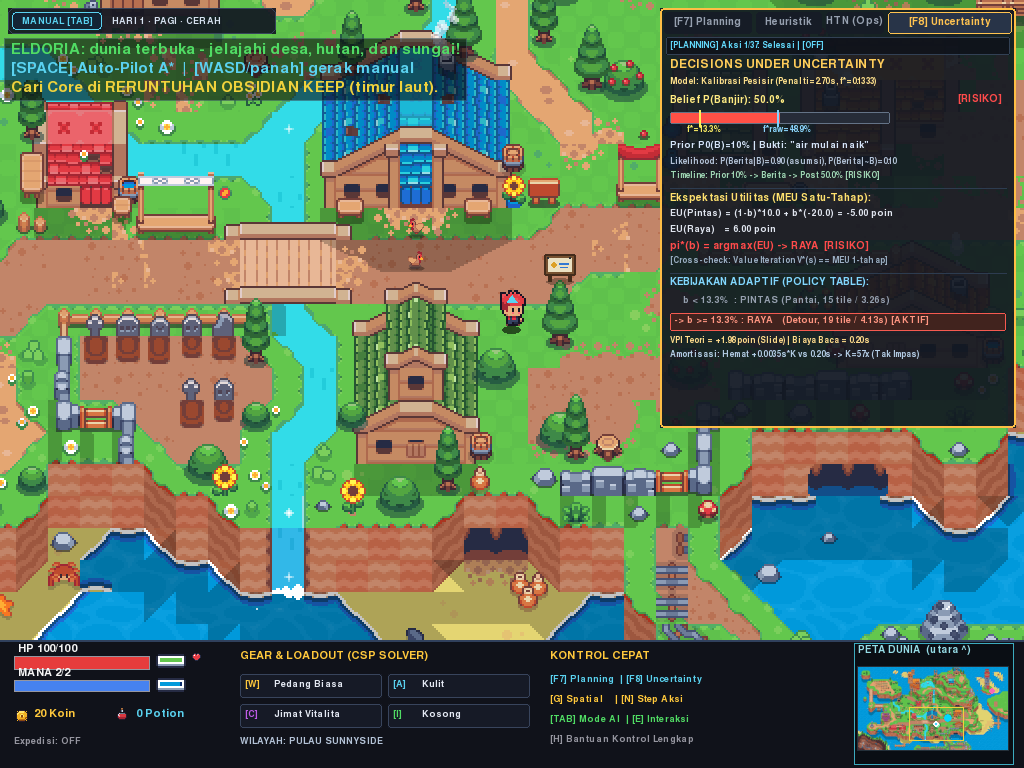 MANUAL [TAB] HARI 1 · PAGI · CERAH
ELDORIA: dunia terbuka - jelajahi desa, hutan, dan sungai!
[SPACE] Auto-Pilot A* | [WASD/panah] gerak manual
Cari Core di RERUNTUHAN OBSIDIAN KEEP (timur laut).
[F7] Planning Heuristik HTN (Ops) [F8] Uncertainty
[PLANNING] Aksi 1/37. Selesai | [OFF]
DECISIONS UNDER UNCERTAINTY
Model: Kalibrasi Pesisir (Penalti=2.70s, f*=0.1333)
Belief P(Banjir): 50.0% [RISIKO]
f*=13.3% f*raw=48.9%
Prior P0(B)=10% | Bukti: "air mulai naik"
Likelihood: P(Berita|B)=0.90 (asumsi), P(Berita|~B)=0.10
Timeline: Prior 10% -> Berita -> Post 50.0% [RISIKO]
Ekspektasi Utilitas (MEU Satu-Tahap):
EU(Pintas) = (1-b)*10.0 + b*(-20.0) = -5.00 poin
EU(Raya) = 6.00 poin
pi*(b) = argmax(EU) -> RAYA [RISIKO]
[Cross-check: Value Iteration V*(s) == MEU 1-tahap]
KEBIJAKAN ADAPTIF (POLICY TABLE):
b < 13.3% : PINTAS (Pantai, 15 tile / 3.26s)
-> b >= 13.3% : RAYA (Detour, 19 tile / 4.13s) [AKTIF]
VPI Teori = +1.98 poin (Slide) | Biaya Baca = 0.20s
Amortisasi: Hemat +0.0035s*K vs 0.20s -> K=57x (Tak Impas)
HP 100/100
MANA 2/2
20 Koin 0 Potion
Expedisi: OFF
GEAR & LOADOUT (CSP SOLVER)
[W] Pedang Biasa [A] Kulit
[C] Jimat Vitalita [I] Kosong
WILAYAH: PULAU SUNNYSIDE
KONTROL CEPAT
[F7] Planning | [F8] Uncertainty
[G] Spatial | [N] Step Aksi
[TAB] Mode AI | [E] Interaksi
[H] Bantuan Kontrol Lengkap
PETA DUNIA (utara ^)